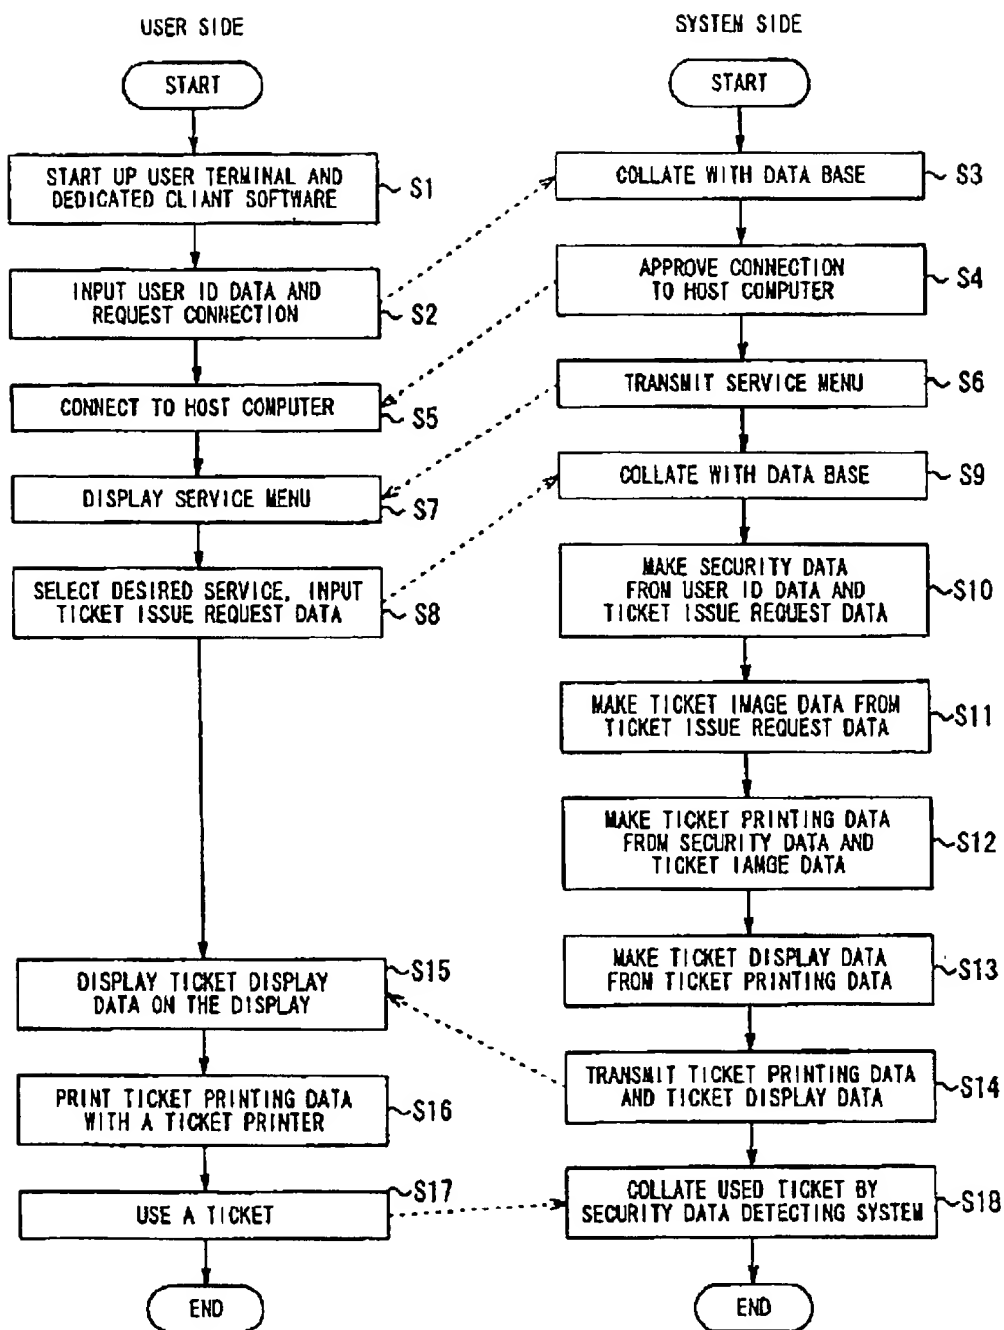 USER SIDE
START
START UP USER TERMINAL AND
DEDICATED CLIANT SOFTWARE
S1
INPUT USER ID DATA AND
REQUEST CONNECTION
S2
CONNECT TO HOST COMPUTER
S5
DISPLAY SERVICE MENU
S7
SELECT DESIRED SERVICE, INPUT
TICKET ISSUE REQUEST DATA
S8
DISPLAY TICKET DISPLAY
DATA ON THE DISPLAY
S15
PRINT TICKET PRINTING DATA
WITH A TICKET PRINTER
S16
USE A TICKET
S17
END
SYSTEM SIDE
START
COLLATE WITH DATA BASE
S3
APPROVE CONNECTION
TO HOST COMPUTER
S4
TRANSMIT SERVICE MENU
S6
COLLATE WITH DATA BASE
S9
MAKE SECURITY DATA
FROM USER ID DATA AND
TICKET ISSUE REQUEST DATA
S10
MAKE TICKET IMAGE DATA FROM
TICKET ISSUE REQUEST DATA
S11
MAKE TICKET PRINTING DATA
FROM SECURITY DATA AND
TICKET IAMGE DATA
S12
MAKE TICKET DISPLAY DATA
FROM TICKET PRINTING DATA
S13
TRANSMIT TICKET PRINTING DATA
AND TICKET DISPLAY DATA
S14
COLLATE USED TICKET BY
SECURITY DATA DETECTING SYSTEM
S18
END